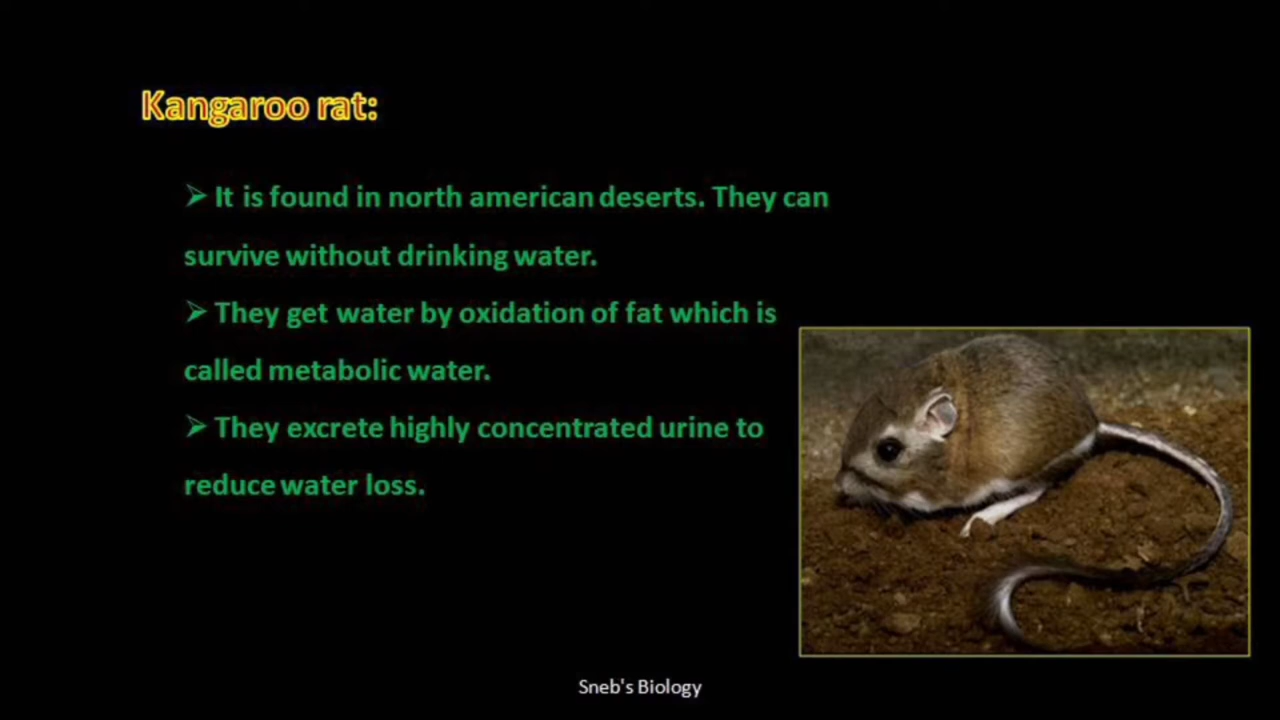 Kangaroo rat:
➢ It is found in north american deserts. They can
survive without drinking water.
➢ They get water by oxidation of fat which is
called metabolic water.
➢ They excrete highly concentrated urine to
reduce water loss.
Sneb's Biology